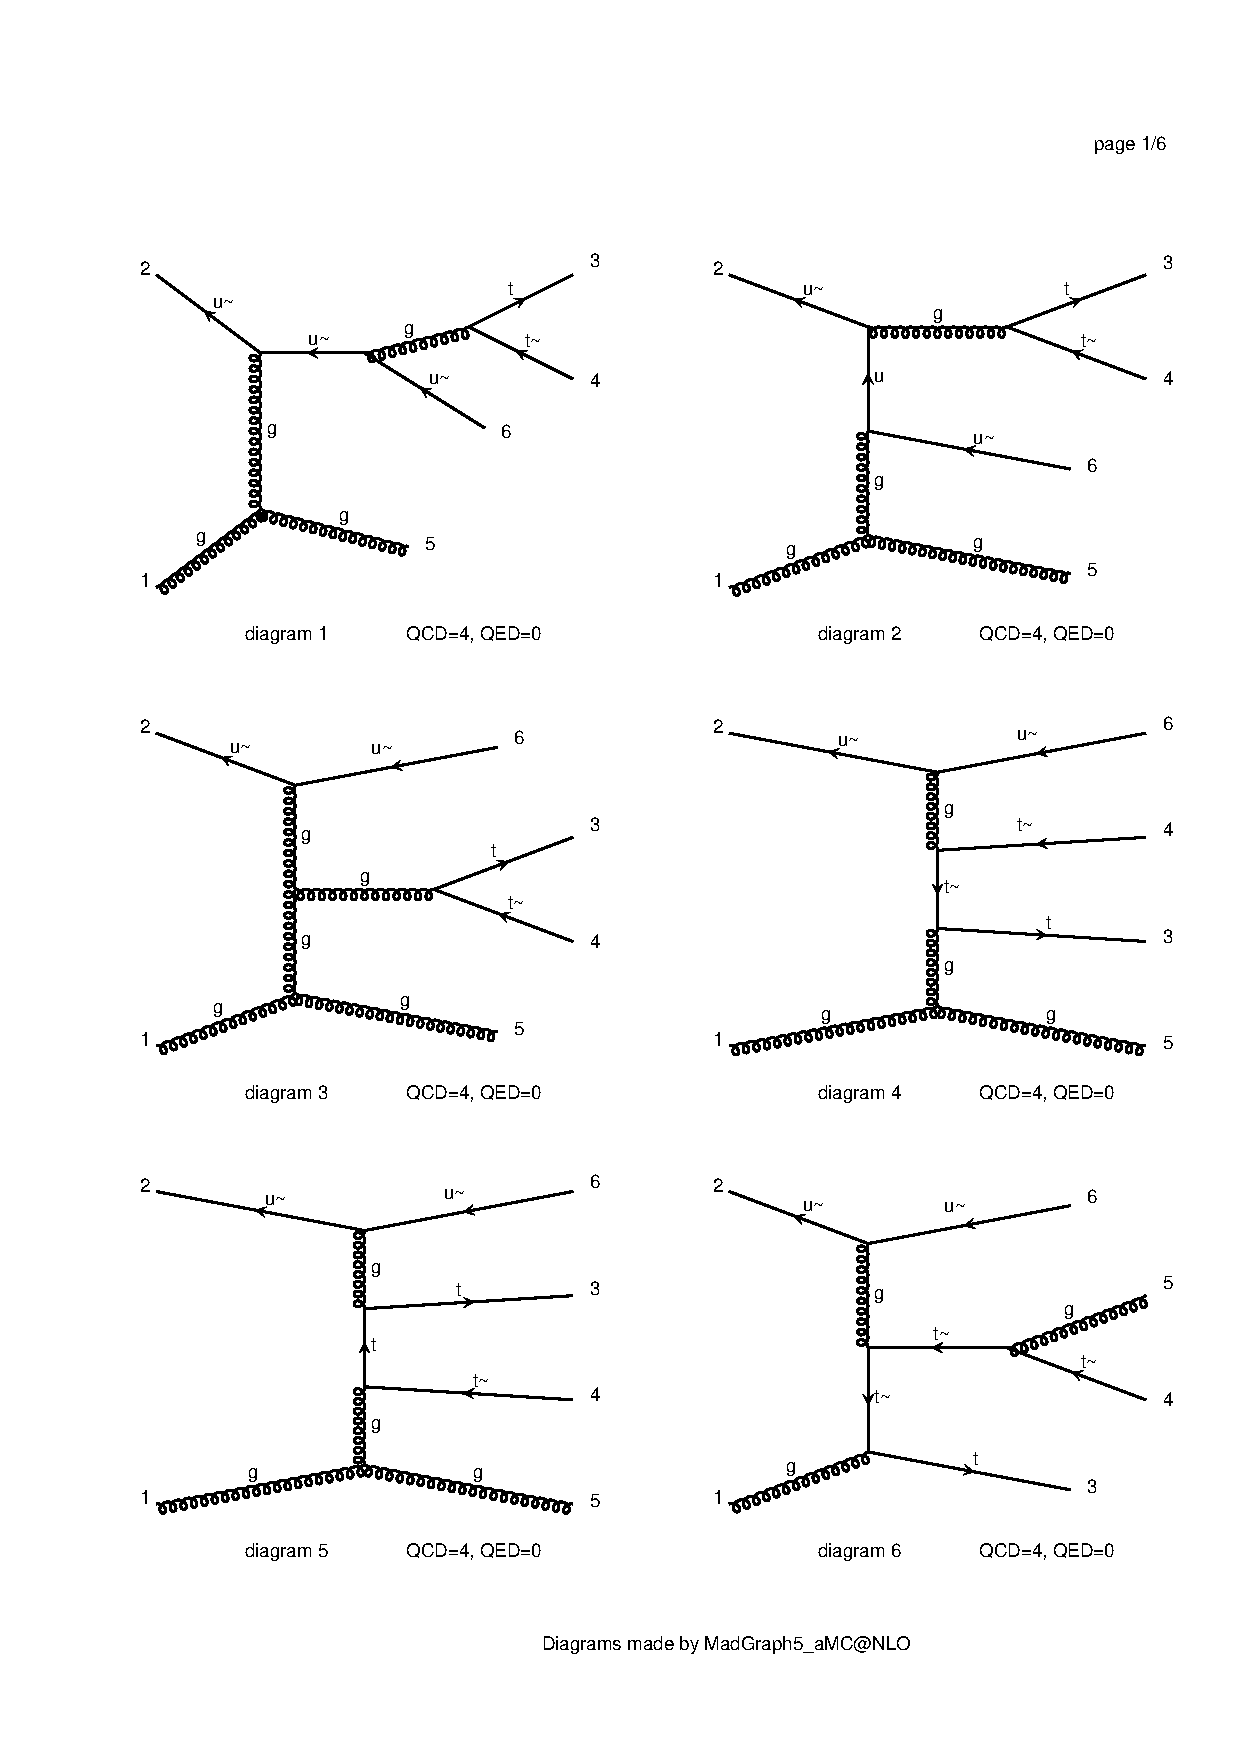 page 1/6
2 u~ u~ g t 3
t~ 4
u~ 6
g
g g 5
1
diagram 1 QCD=4, QED=0
2 u~ g t 3
t~ 4
u
u~ 6
g
g g 5
1
diagram 2 QCD=4, QED=0
2 u~ u~ 6
g
g t 3
t~ 4
g
g g 5
1
diagram 3 QCD=4, QED=0
2 u~ u~ 6
g
t~ 4
t~
t 3
g
g g 5
1
diagram 4 QCD=4, QED=0
2 u~ u~ 6
g
t 3
t
t~ 4
g
g g 5
1
diagram 5 QCD=4, QED=0
2 u~ u~ 6
g
t~ g 5
t~ 4
t~
g t 3
1
diagram 6 QCD=4, QED=0
Diagrams made by MadGraph5_aMC@NLO